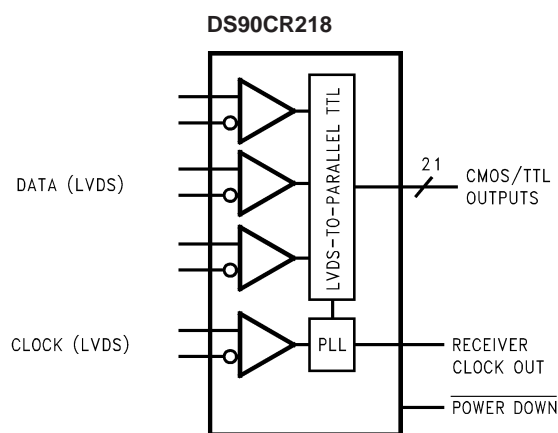 DS90CR218
DATA (LVDS)
LVDS-TO-PARALLEL TTL
21
CMOS/TTL
OUTPUTS
CLOCK (LVDS)
PLL
RECEIVER
CLOCK OUT
POWER DOWN